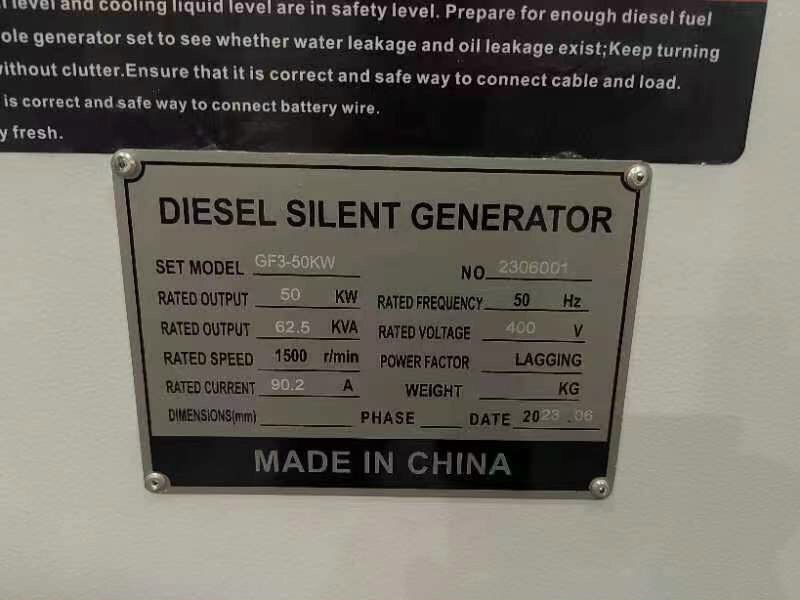 level and cooling liquid level are in safety level. Prepare for enough diesel fuel
ole generator set to see whether water leakage and oil leakage exist;Keep turning
without clutter.Ensure that it is correct and safe way to connect cable and load.
is correct and safe way to connect battery wire.
y fresh.
DIESEL SILENT GENERATOR
SET MODEL GF3-50KW NO 2306001
RATED OUTPUT 50 KW RATED FREQUENCY 50 Hz
RATED OUTPUT 62.5 KVA RATED VOLTAGE 400 V
RATED SPEED 1500 r/min POWER FACTOR LAGGING
RATED CURRENT 90.2 A WEIGHT KG
DIMENSIONS(mm) PHASE DATE 2023.06
MADE IN CHINA